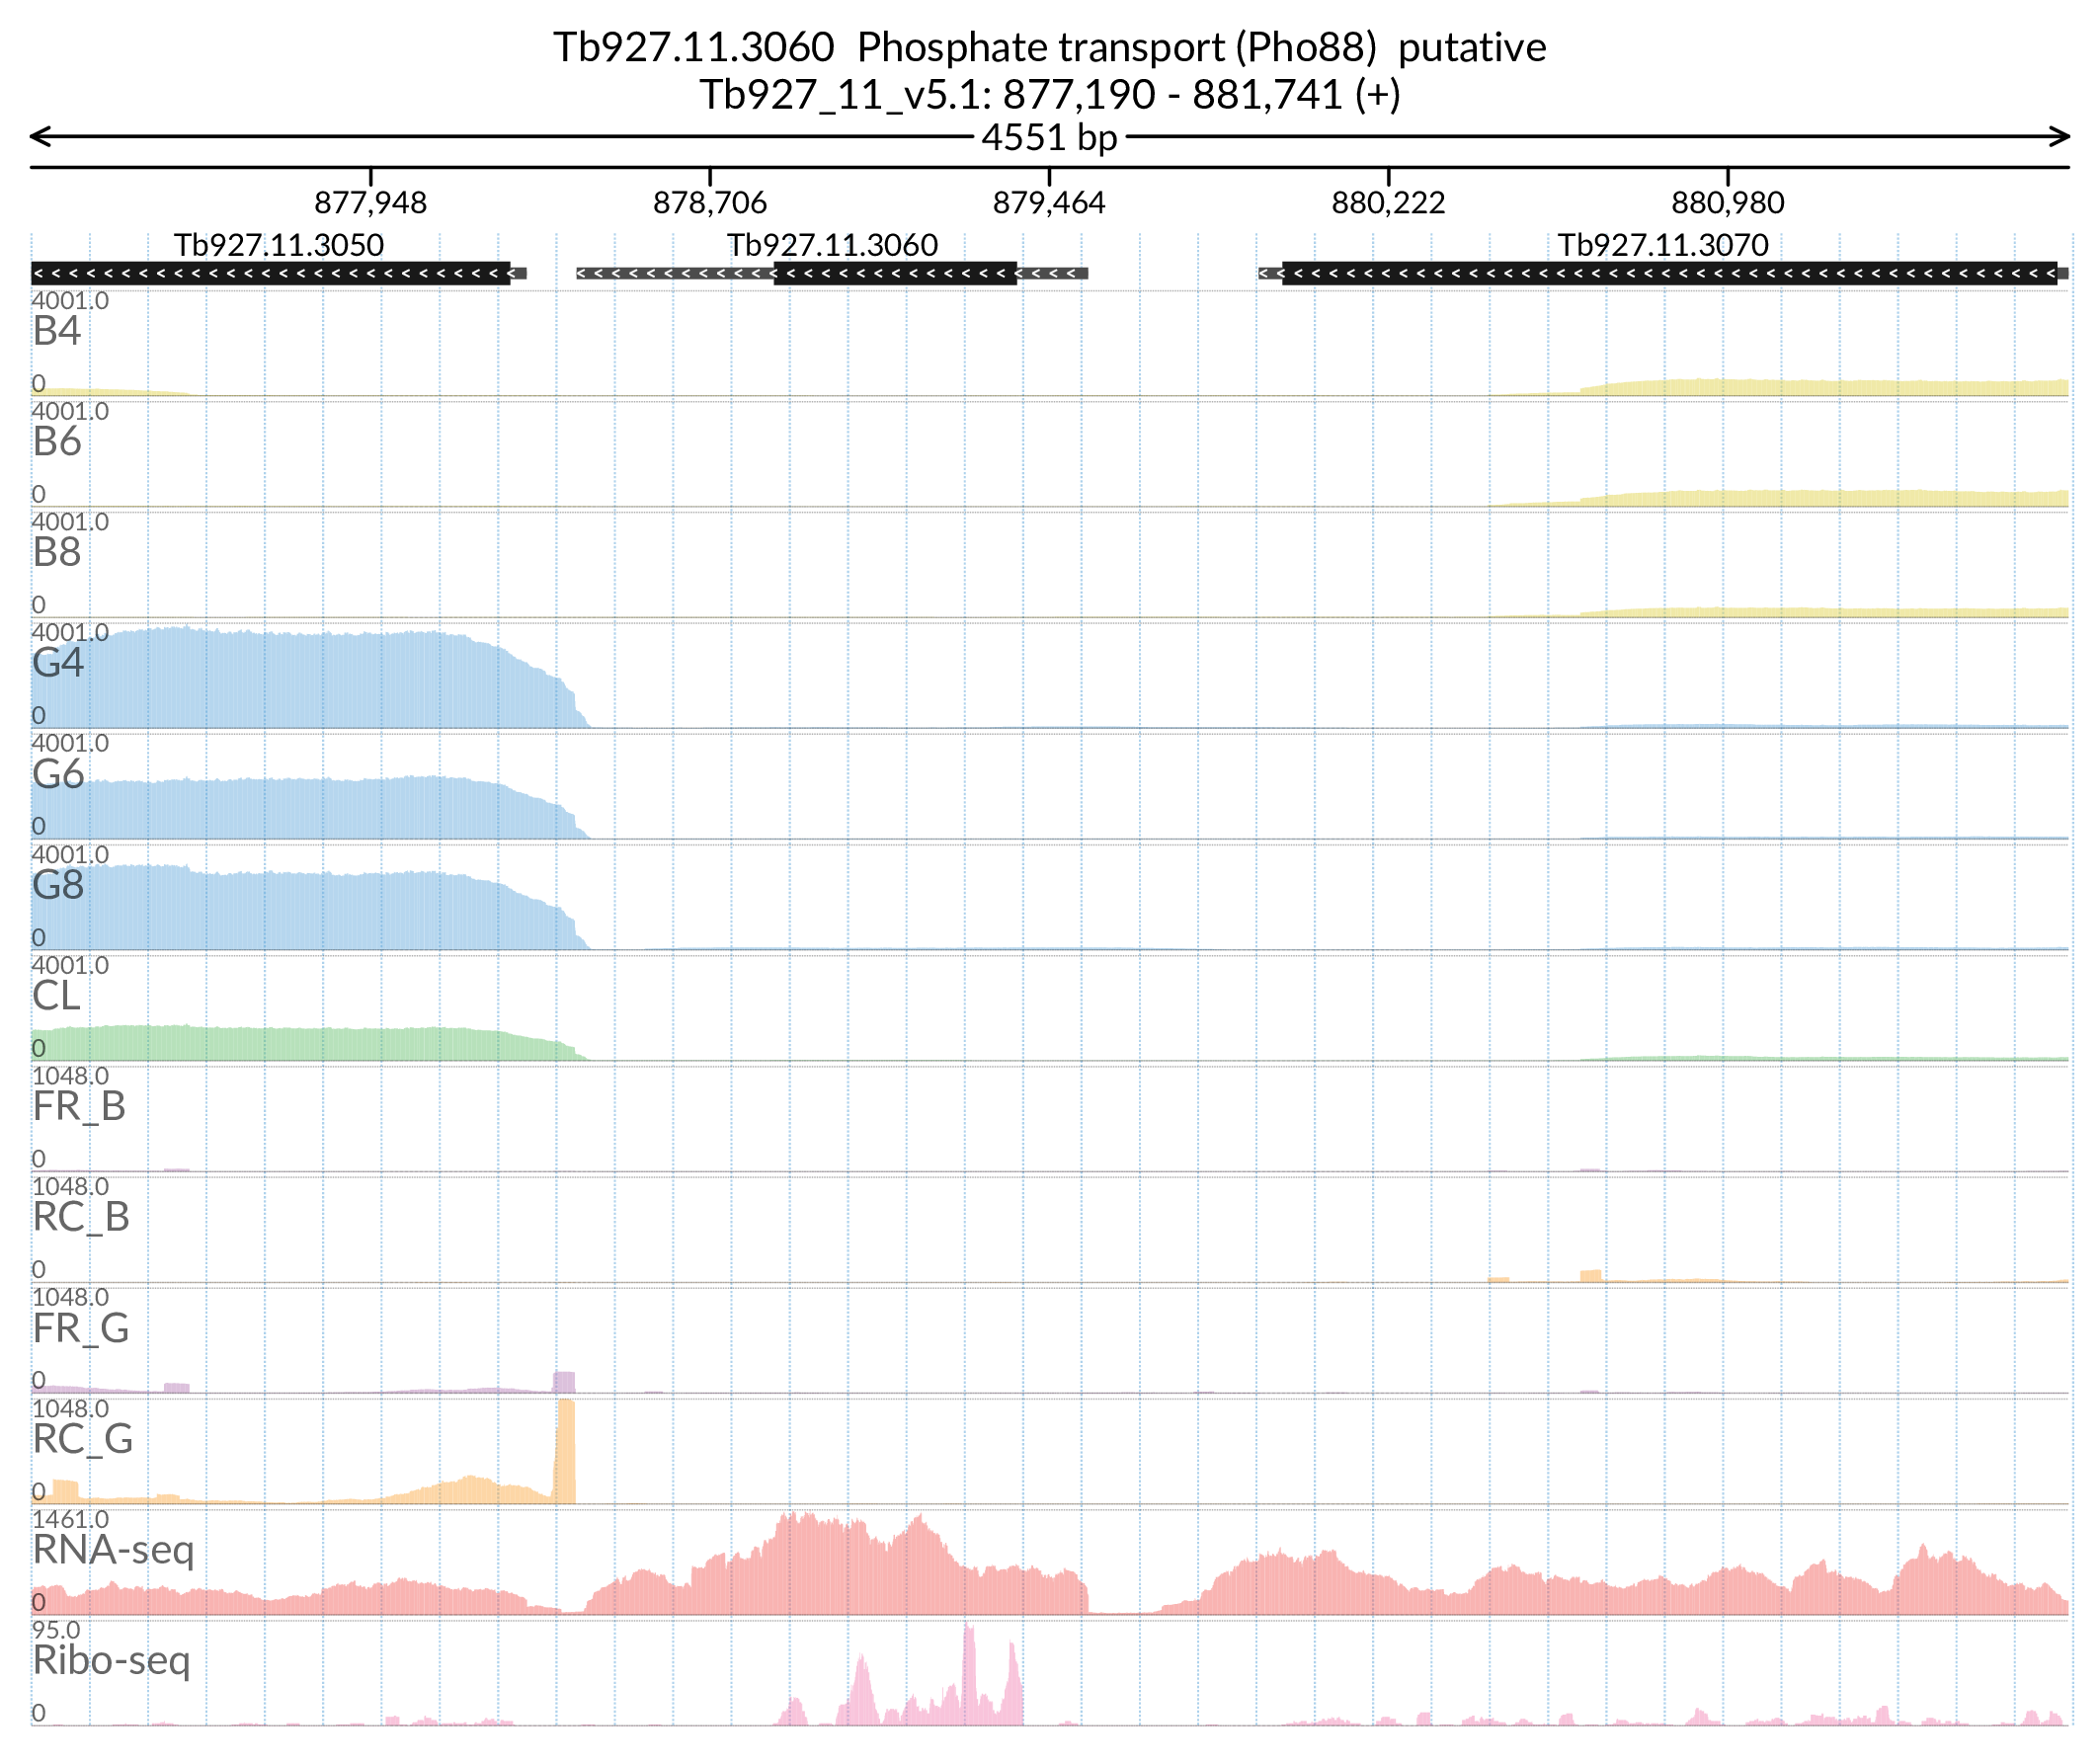 Tb927.11.3060 Phosphate transport (Pho88) putative
Tb927_11_v5.1: 877,190 - 881,741 (+)
4551 bp
877,948 878,706 879,464 880,222 880,980
Tb927.11.3050 Tb927.11.3060 Tb927.11.3070
4001.0
B4
0
4001.0
B6
0
4001.0
B8
0
4001.0
G4
0
4001.0
G6
0
4001.0
G8
0
4001.0
CL
0
1048.0
FR_B
0
1048.0
RC_B
0
1048.0
FR_G
0
1048.0
RC_G
0
1461.0
RNA-seq
0
95.0
Ribo-seq
0